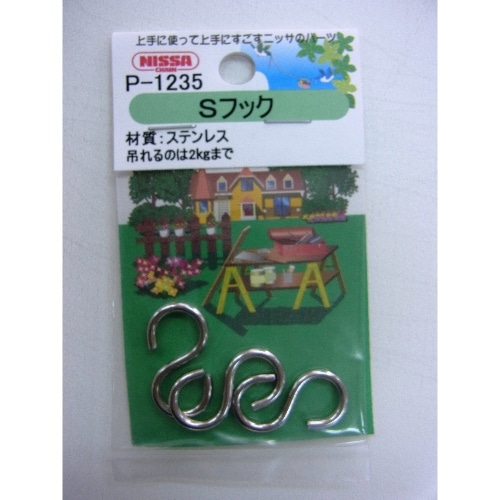 上手に使って上手にすごすニッサのパーツ
NISSA
CHAIN
P-1235
Sフック
材質:ステンレス
吊れるのは2kgまで